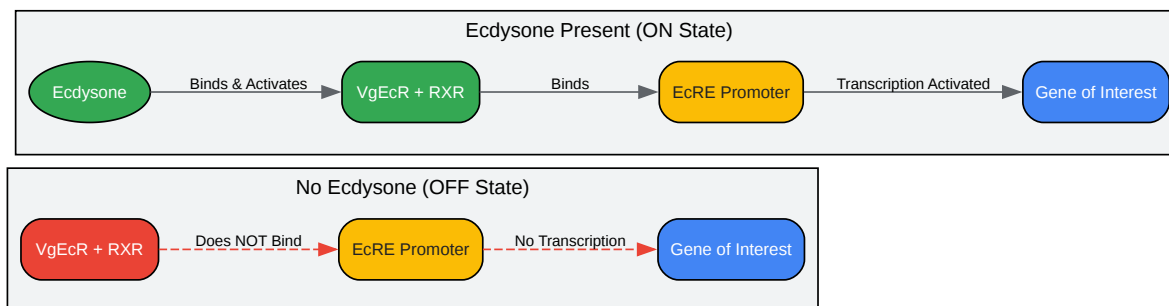 Ecdysone Present (ON State)
Ecdysone
Binds & Activates
VgEcR + RXR
Binds
EcRE Promoter
Transcription Activated
Gene of Interest
No Ecdysone (OFF State)
VgEcR + RXR
Does NOT Bind
EcRE Promoter
No Transcription
Gene of Interest